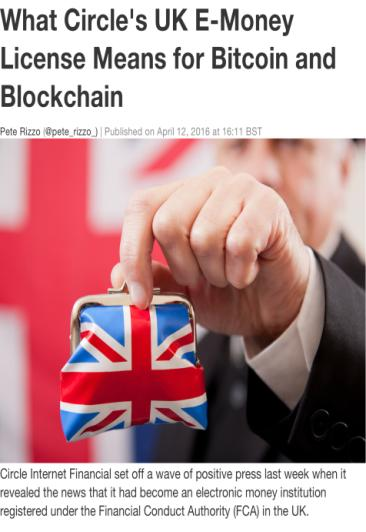 What Circle's UK E-Money
License Means for Bitcoin and
Blockchain
Pete Rizzo (@pete_rizzo_) | Published on April 12, 2016 at 16:11 BST
Circle Internet Financial set off a wave of positive press last week when it
revealed the news that it had become an electronic money institution
registered under the Financial Conduct Authority (FCA) in the UK.